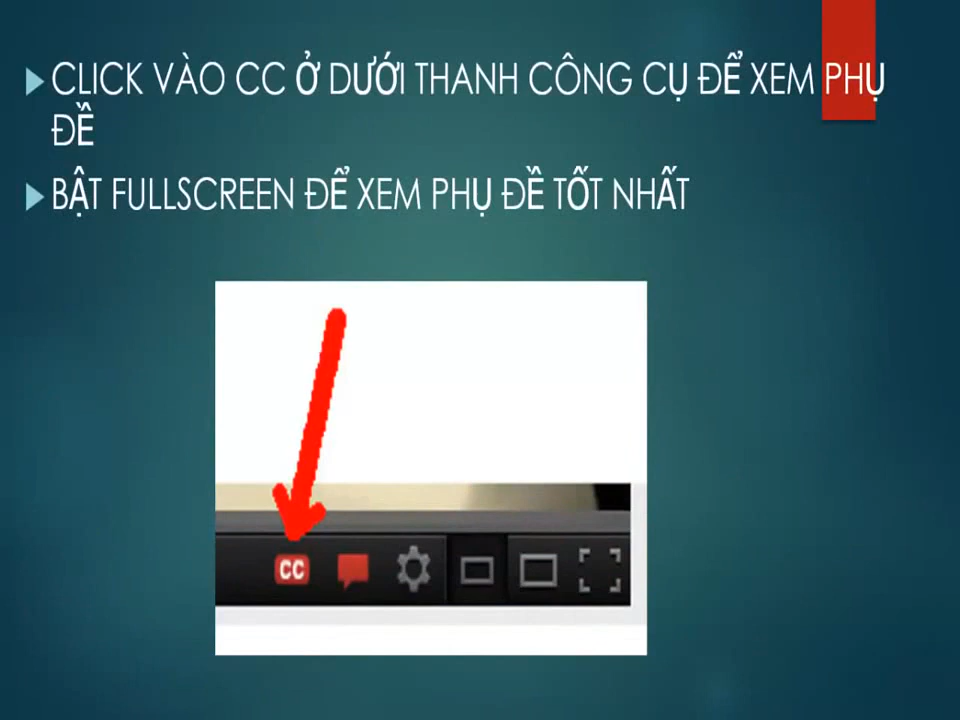 CLICK VÀO CC Ở DƯỚI THANH CÔNG CỤ ĐỂ XEM PHỤ
ĐỀ
BẬT FULLSCREEN ĐỂ XEM PHỤ ĐỀ TỐT NHẤT
CC